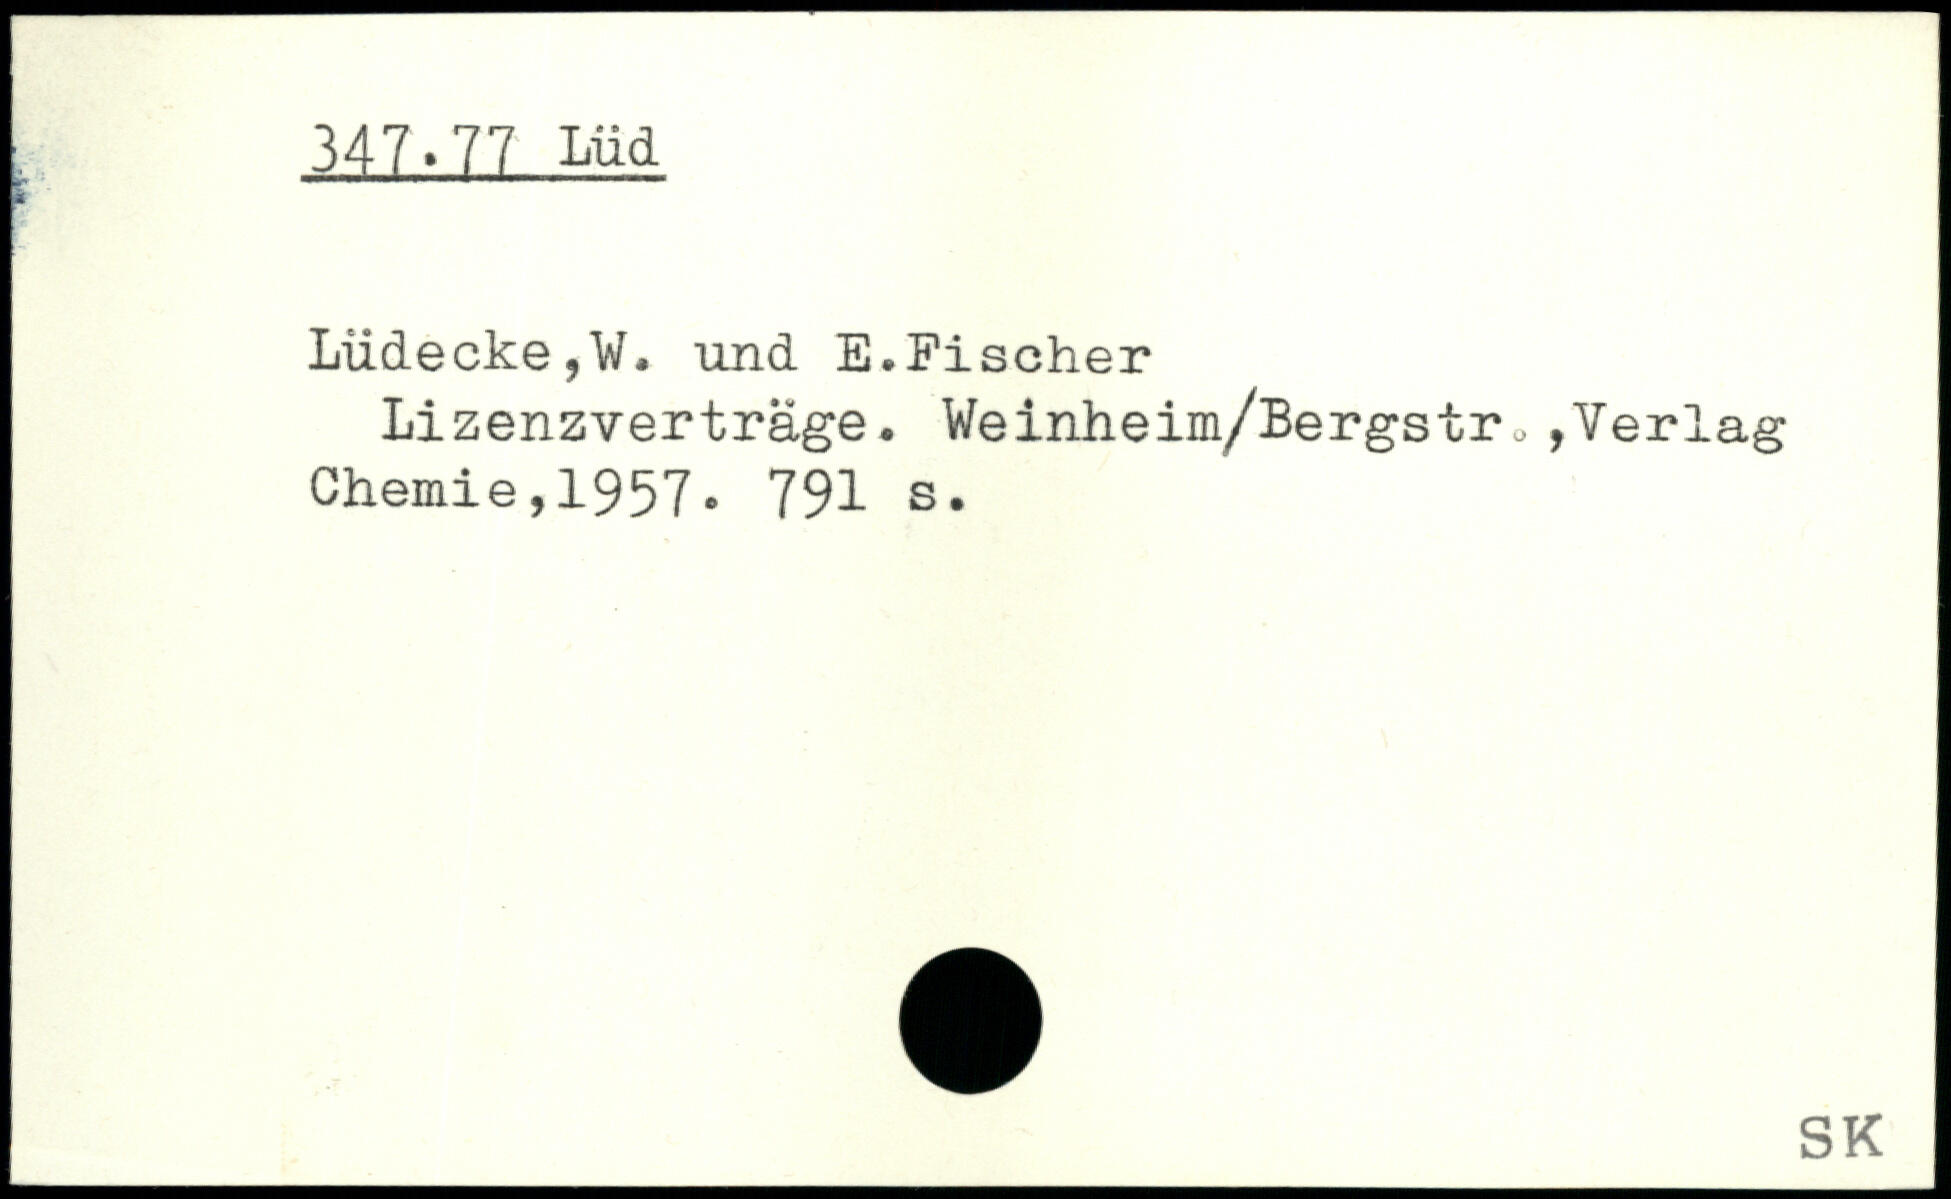 347.77 Lüd
Lüdecke,W. und E.Fischer
Lizenzverträge. Weinheim/Bergstr.,Verlag
Chemie,1957. 791 s.
SK